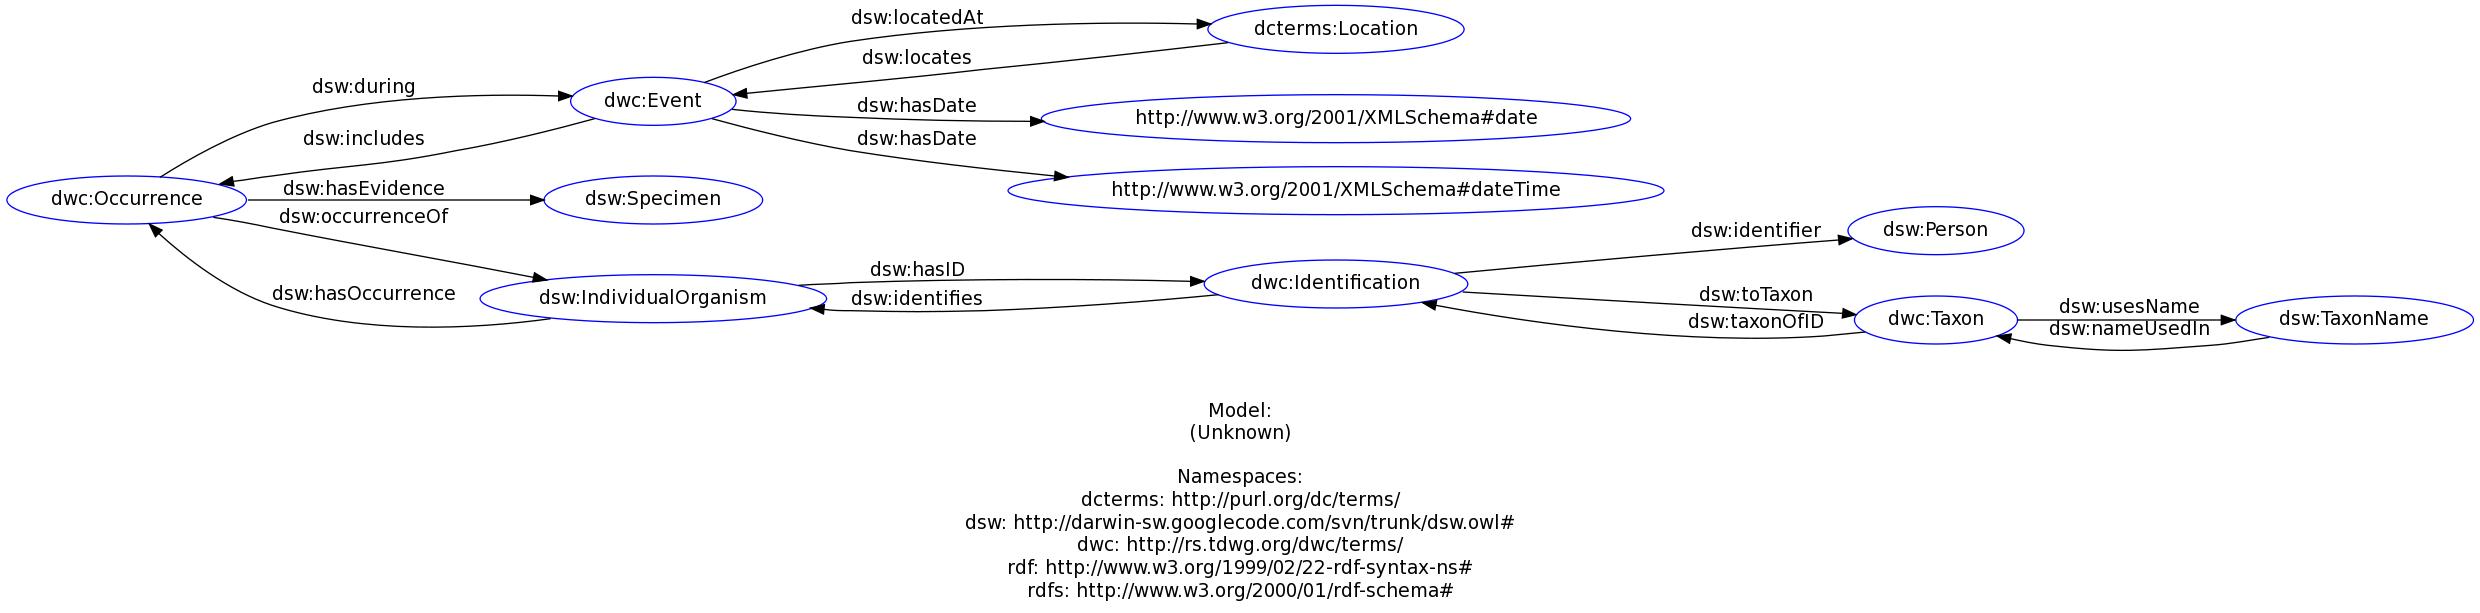 dsw:locatedAt
dcterms:Location
dsw:locates
dsw:during
dwc:Event
dsw:hasDate
http://www.w3.org/2001/XMLSchema#date
dsw:includes
dsw:hasDate
dwc:Occurrence
dsw:hasEvidence
dsw:Specimen
http://www.w3.org/2001/XMLSchema#dateTime
dsw:occurrenceOf
dsw:identifier
dsw:Person
dsw:hasOccurrence
dsw:IndividualOrganism
dsw:hasID
dsw:identifies
dwc:Identification
dsw:toTaxon
dsw:taxonOfID
dwc:Taxon
dsw:usesName
dsw:nameUsedIn
dsw:TaxonName
Model:
(Unknown)
Namespaces:
dcterms: http://purl.org/dc/terms/
dsw: http://darwin-sw.googlecode.com/svn/trunk/dsw.owl#
dwc: http://rs.tdwg.org/dwc/terms/
rdf: http://www.w3.org/1999/02/22-rdf-syntax-ns#
rdfs: http://www.w3.org/2000/01/rdf-schema#